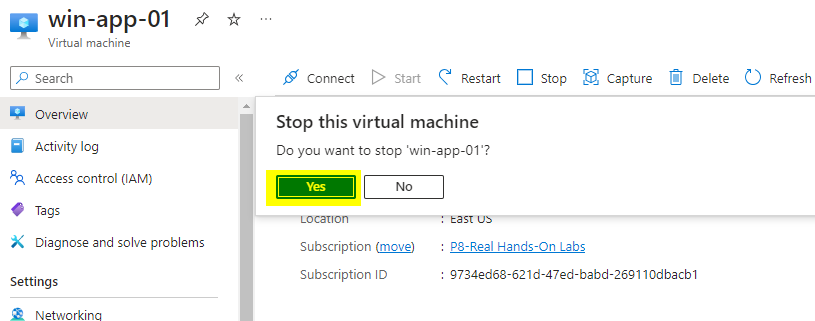 win-app-01
Virtual machine
Search
Connect Start Restart Stop Capture Delete Refresh
Overview
Activity log
Access control (IAM)
Tags
Diagnose and solve problems
Settings
Networking
Stop this virtual machine
Do you want to stop 'win-app-01'?
Yes No
Location : East US
Subscription (move) : P8-Real Hands-On Labs
Subscription ID : 9734ed68-621d-47ed-babd-269110dbacb1